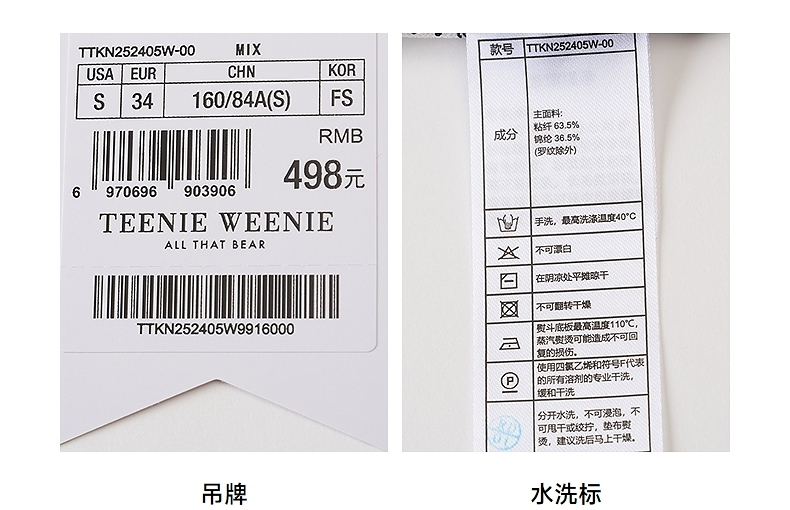 TTKN252405W-00 MIX
USA EUR CHN KOR
S 34 160/84A(S) FS
RMB
498元
6 970696 903906
TEENIE WEENIE
ALL THAT BEAR
TTKN252405W9916000
吊牌
款号 TTKN252405W-00
成分
主面料:
粘纤 63.5%
锦纶 36.5%
(罗纹除外)
手洗，最高洗涤温度40°C
不可漂白
在阴凉处平摊晾干
不可翻转干燥
熨斗底板最高温度110℃,
蒸汽熨烫可能造成不可回
复的损伤。
P
使用四氯乙烯和符号F代表
的所有溶剂的专业干洗,
缓和干洗
分开水洗，不可浸泡，不
可甩干或绞拧，垫布熨
烫，建议洗后马上干燥。
水洗标